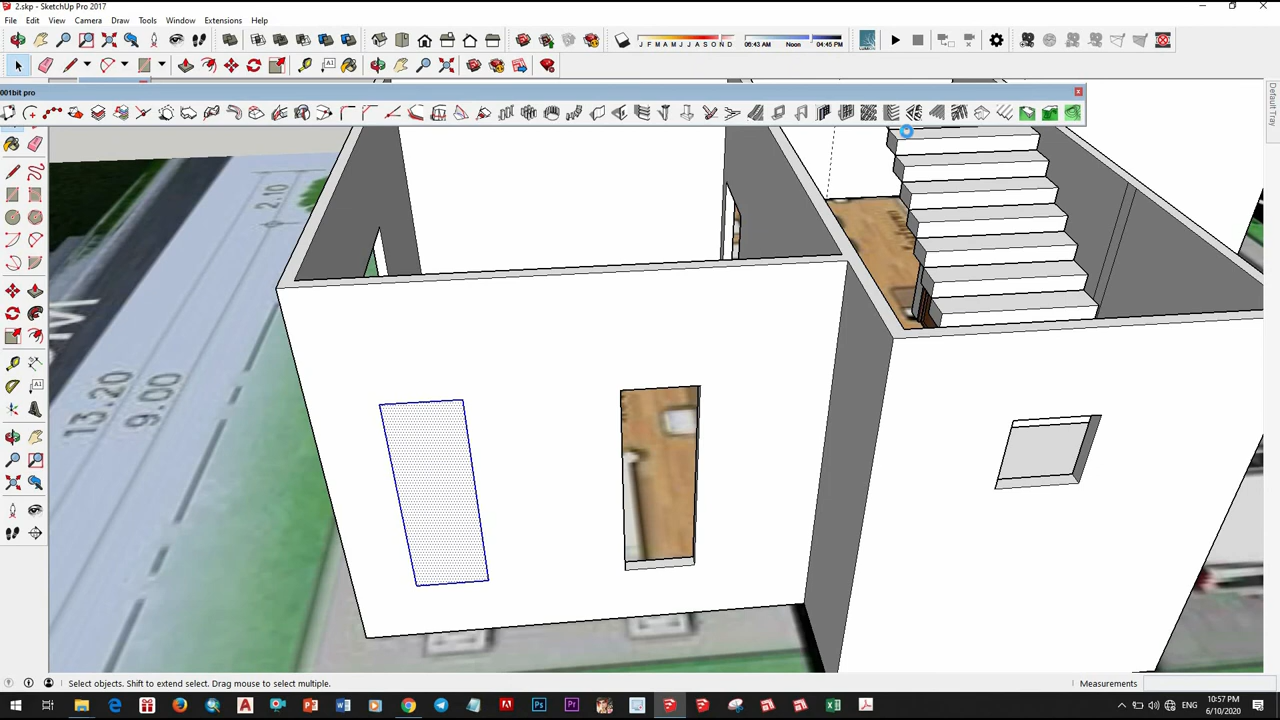 2.skp - SketchUp Pro 2017
File Edit View Camera Draw Tools Window Extensions Help
J F M A M J J A S O N D 06:43 AM Noon 04:45 PM
001bit pro
Default Tray
2.10
13.20
9.00
Select objects. Shift to extend select. Drag mouse to select multiple.
Measurements
ENG
10:57 PM
6/10/2020